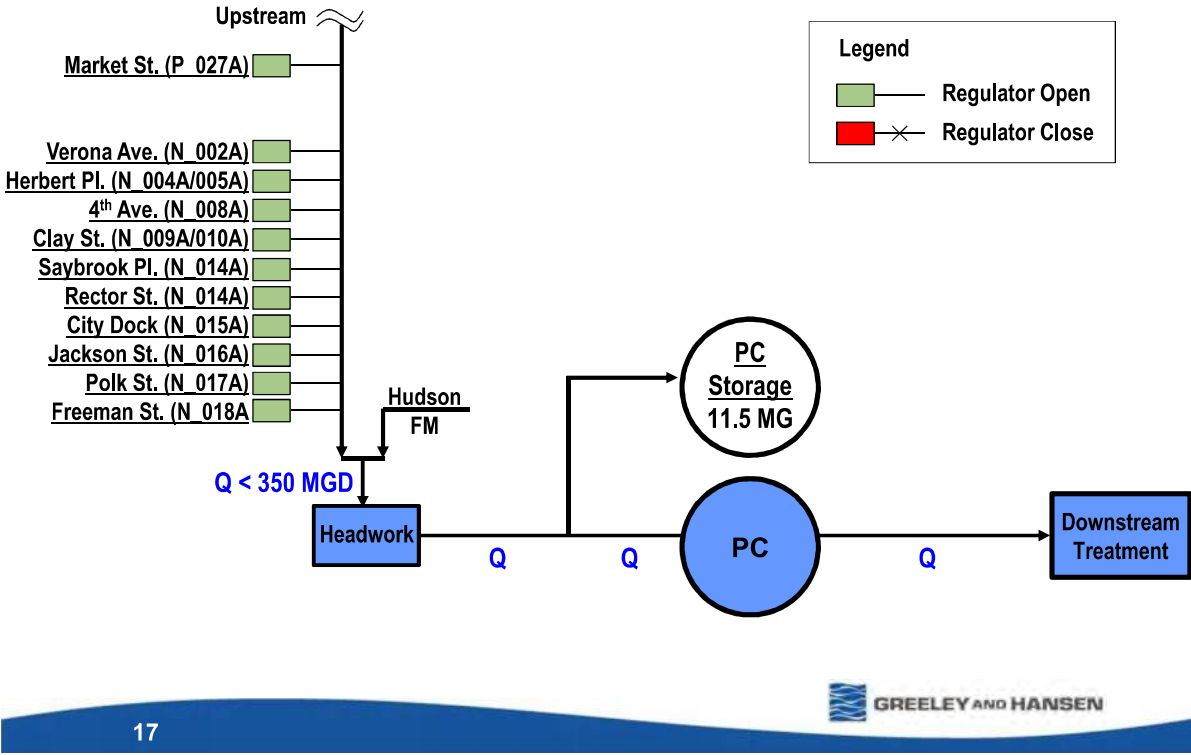 Upstream
Market St. (P_027A)
Verona Ave. (N_002A)
Herbert Pl. (N_004A/005A)
4th Ave. (N_008A)
Clay St. (N_009A/010A)
Saybrook Pl. (N_014A)
Rector St. (N_014A)
City Dock (N_015A)
Jackson St. (N_016A)
Polk St. (N_017A)
Freeman St. (N_018A
Hudson
FM
Q < 350 MGD
Headwork
Q
Q
PC
Storage
11.5 MG
PC
Q
Downstream
Treatment
Legend
Regulator Open
Regulator Close
17
GREELEY AND HANSEN